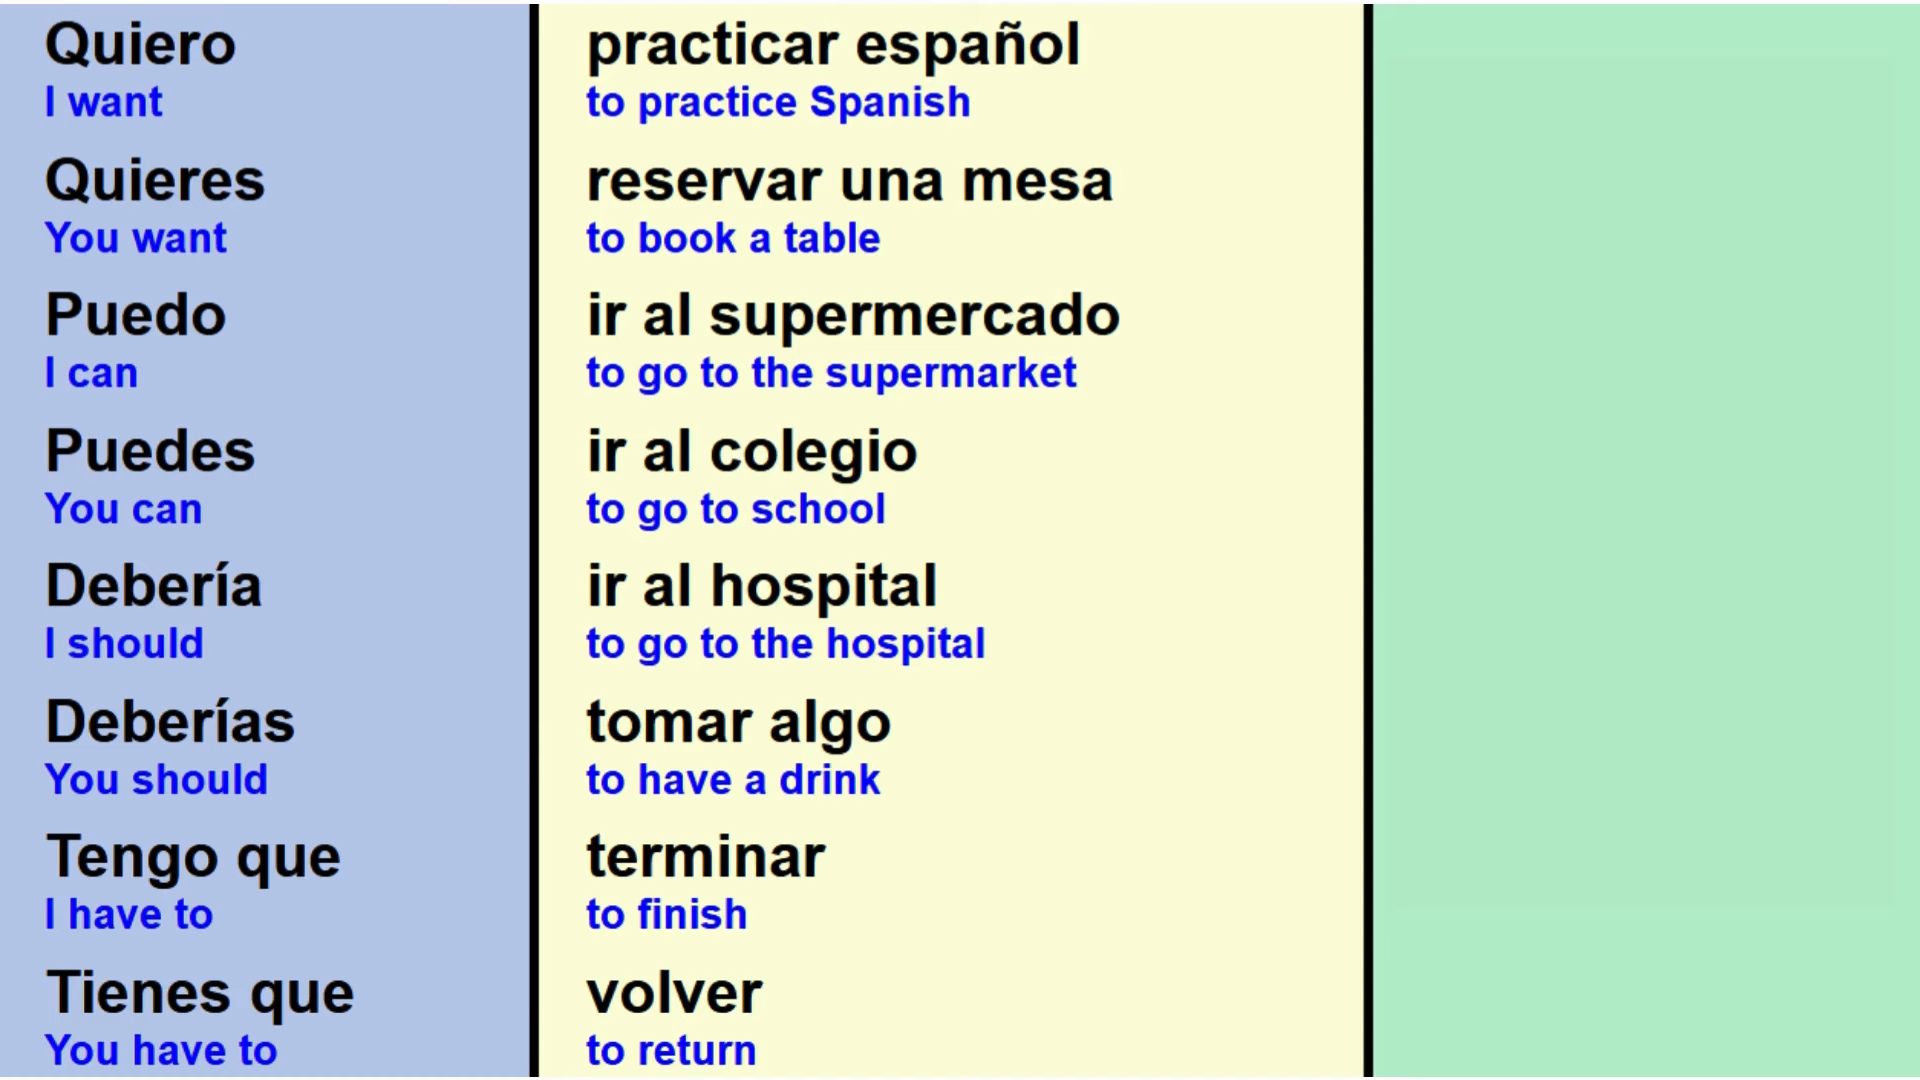 Quiero
I want
Quieres
You want
Puedo
I can
Puedes
You can
Debería
I should
Deberías
You should
Tengo que
I have to
Tienes que
You have to
practicar español
to practice Spanish
reservar una mesa
to book a table
ir al supermercado
to go to the supermarket
ir al colegio
to go to school
ir al hospital
to go to the hospital
tomar algo
to have a drink
terminar
to finish
volver
to return